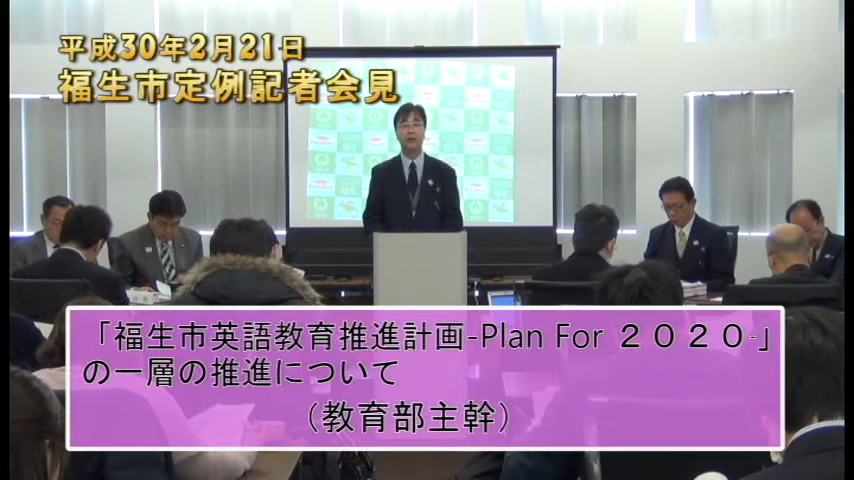 平成30年2月21日
福生市定例記者会見
「福生市英語教育推進計画-Plan For ２０２０-」
の一層の推進について
（教育部主幹）